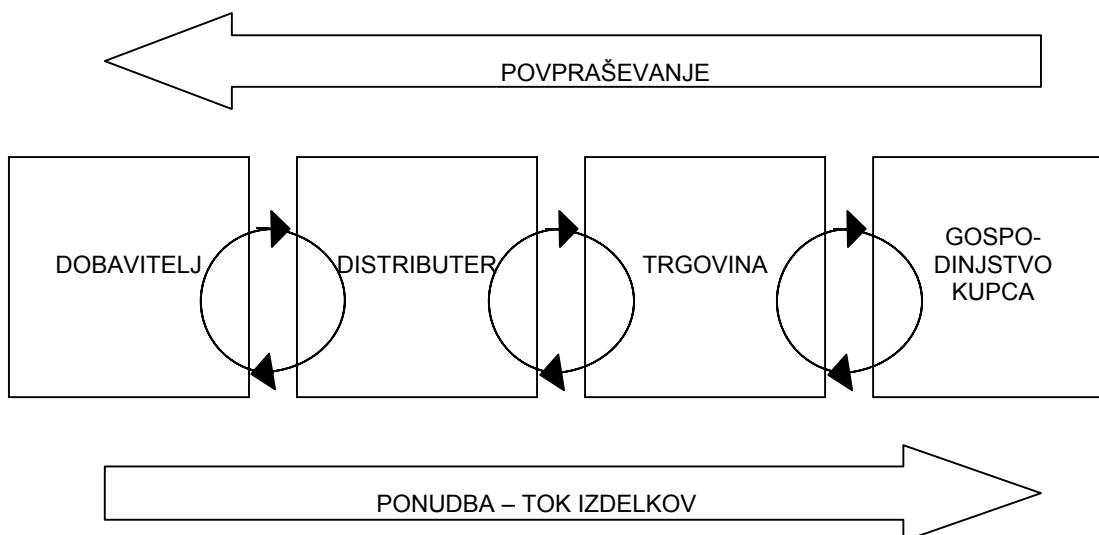 POVPRAŠEVANJE
DOBAVITELJ
DISTRIBUTER
TRGOVINA
GOSPO-
DINJSTVO
KUPCA
PONUDBA – TOK IZDELKOV